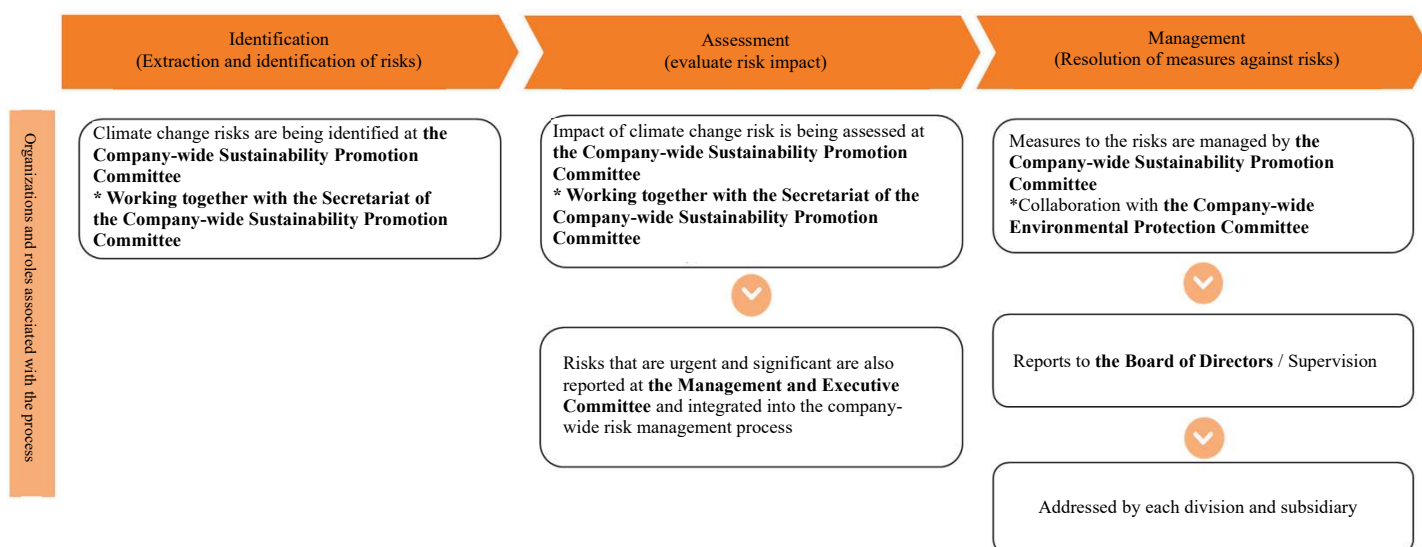 Identification
(Extraction and identification of risks)
Assessment
(evaluate risk impact)
Management
(Resolution of measures against risks)
Organizations and roles associated with the process
Climate change risks are being identified at the
Company-wide Sustainability Promotion
Committee
* Working together with the Secretariat of
the Company-wide Sustainability Promotion
Committee
Impact of climate change risk is being assessed at
the Company-wide Sustainability Promotion
Committee
* Working together with the Secretariat of the
Company-wide Sustainability Promotion
Committee
Risks that are urgent and significant are also
reported at the Management and Executive
Committee and integrated into the company-
wide risk management process
Measures to the risks are managed by the
Company-wide Sustainability Promotion
Committee
*Collaboration with the Company-wide
Environmental Protection Committee
Reports to the Board of Directors / Supervision
Addressed by each division and subsidiary